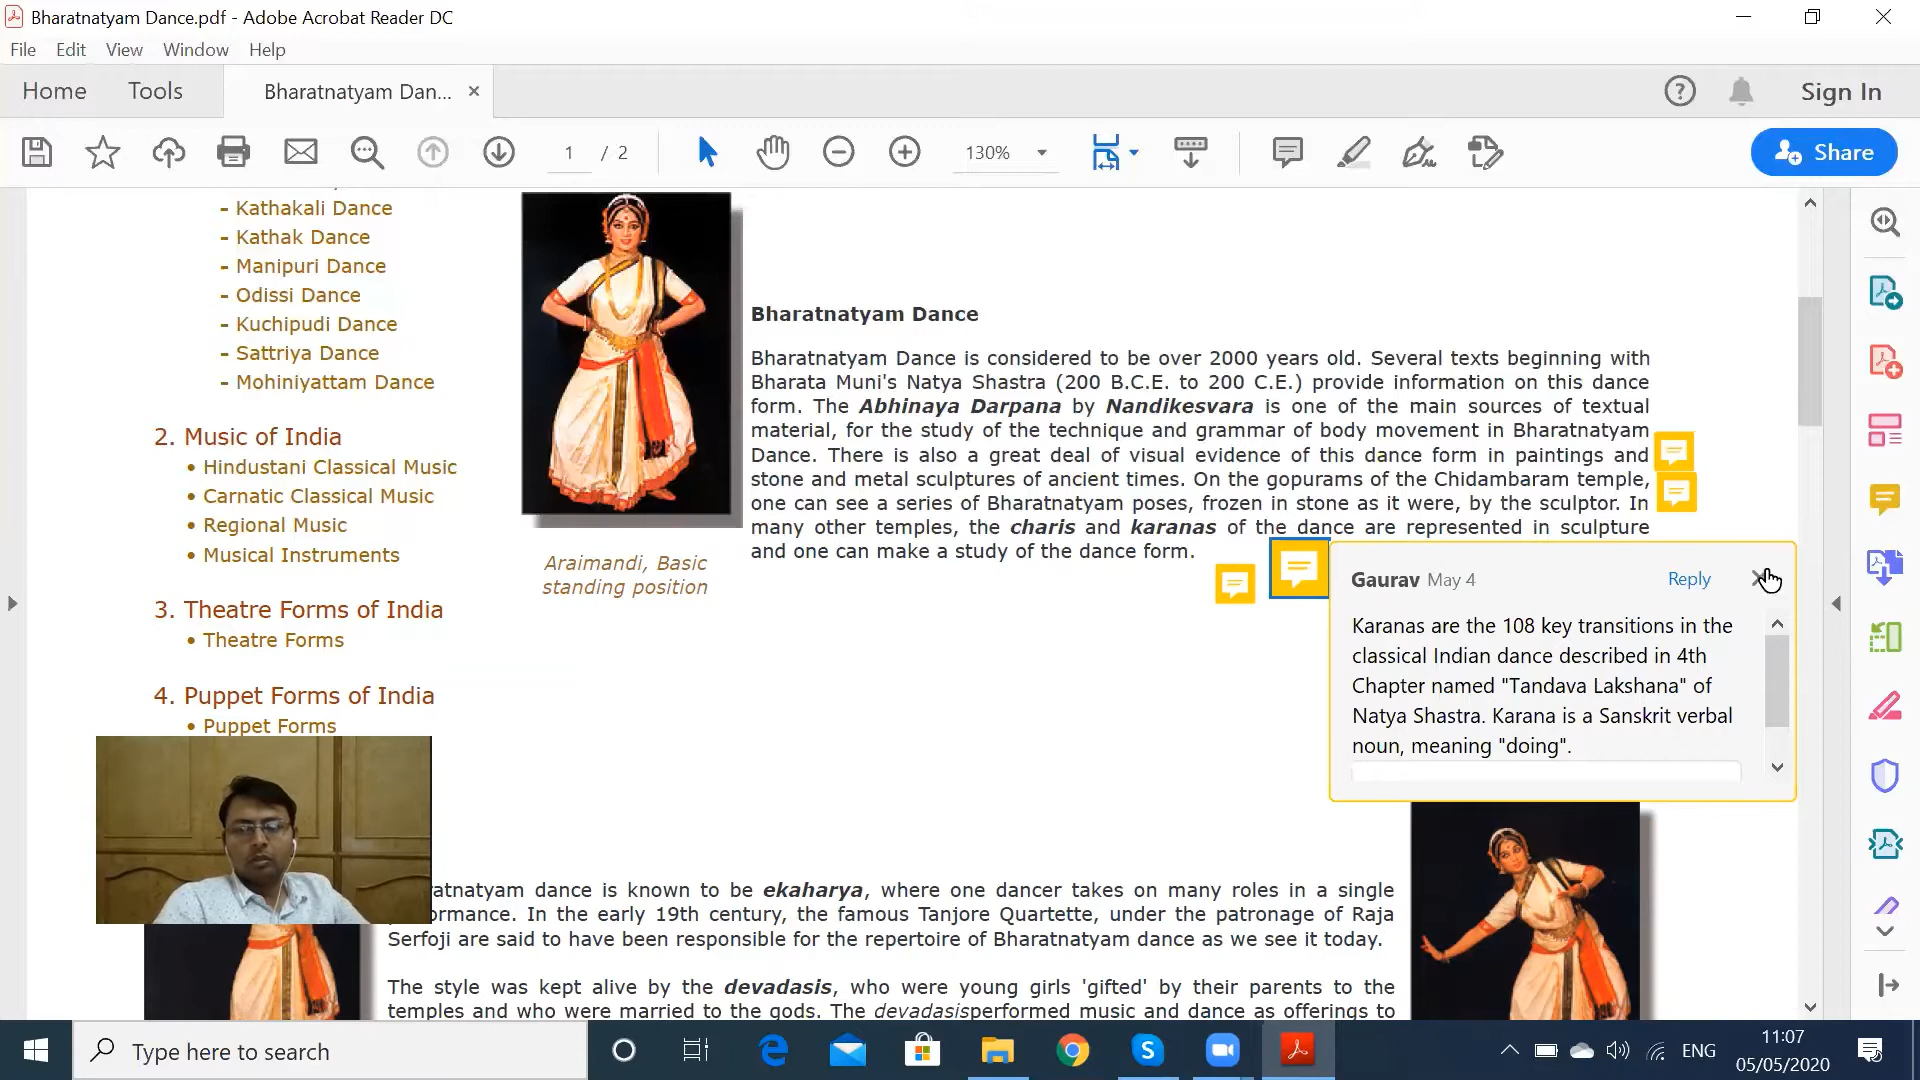 Bharatnatyam Dance.pdf - Adobe Acrobat Reader DC
File Edit View Window Help
Home Tools Bharatnatyam Dan... Sign In
1 / 2 130% Share
- Kathakali Dance
- Kathak Dance
- Manipuri Dance
- Odissi Dance
- Kuchipudi Dance
- Sattriya Dance
- Mohiniyattam Dance
2. Music of India
• Hindustani Classical Music
• Carnatic Classical Music
• Regional Music
• Musical Instruments
3. Theatre Forms of India
• Theatre Forms
4. Puppet Forms of India
• Puppet Forms
Araimandi, Basic
standing position
Bharatnatyam Dance
Bharatnatyam Dance is considered to be over 2000 years old. Several texts beginning with
Bharata Muni's Natya Shastra (200 B.C.E. to 200 C.E.) provide information on this dance
form. The Abhinaya Darpana by Nandikesvara is one of the main sources of textual
material, for the study of the technique and grammar of body movement in Bharatnatyam
Dance. There is also a great deal of visual evidence of this dance form in paintings and
stone and metal sculptures of ancient times. On the gopurams of the Chidambaram temple,
one can see a series of Bharatnatyam poses, frozen in stone as it were, by the sculptor. In
many other temples, the charis and karanas of the dance are represented in sculpture
and one can make a study of the dance form.
Gaurav May 4 Reply
Karanas are the 108 key transitions in the
classical Indian dance described in 4th
Chapter named "Tandava Lakshana" of
Natya Shastra. Karana is a Sanskrit verbal
noun, meaning "doing".
ratnatyam dance is known to be ekaharya, where one dancer takes on many roles in a single
ormance. In the early 19th century, the famous Tanjore Quartette, under the patronage of Raja
Serfoji are said to have been responsible for the repertoire of Bharatnatyam dance as we see it today.
The style was kept alive by the devadasis, who were young girls 'gifted' by their parents to the
temples and who were married to the gods. The devadasisperformed music and dance as offerings to
Type here to search
ENG
11:07
05/05/2020